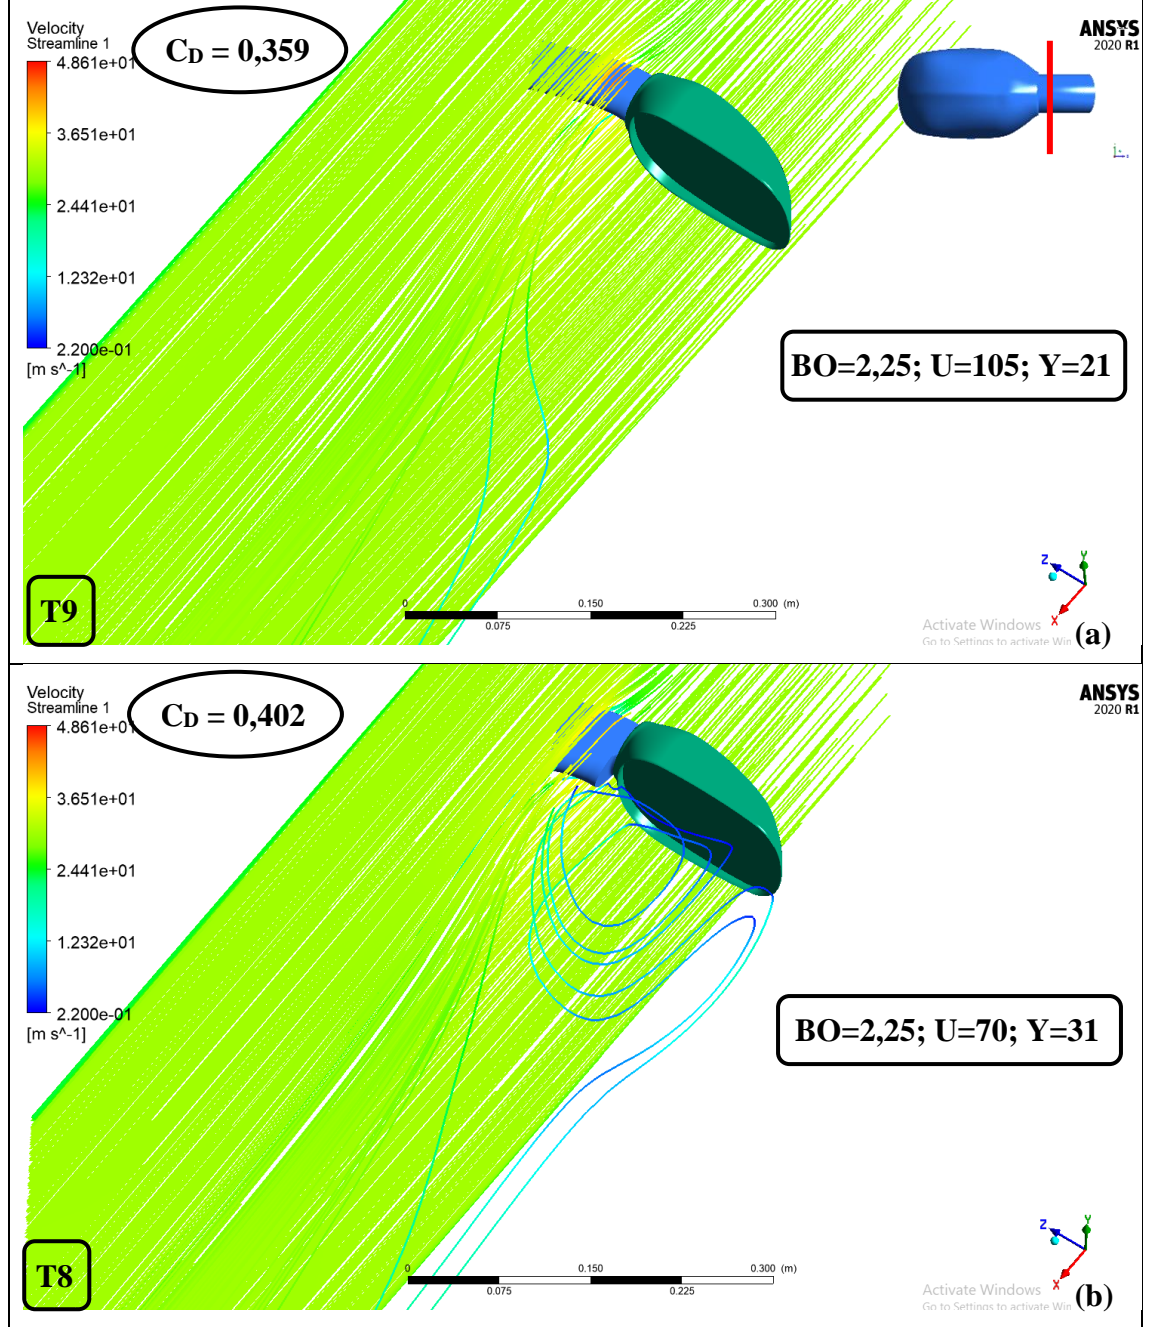 Velocity
Streamline 1
4.861e+01
3.651e+01
2.441e+01
1.232e+01
2.200e-01
[m s^-1]
CD = 0,359
ANSYS
2020 R1
BO=2,25; U=105; Y=21
T9
0 0.150 0.300 (m)
0.075 0.225
Z Y X
Activate Windows
Go to Settings to activate Win
(a)
Velocity
Streamline 1
4.861e+01
3.651e+01
2.441e+01
1.232e+01
2.200e-01
[m s^-1]
CD = 0,402
ANSYS
2020 R1
BO=2,25; U=70; Y=31
T8
0 0.150 0.300 (m)
0.075 0.225
Z Y X
Activate Windows
Go to Settings to activate Win
(b)